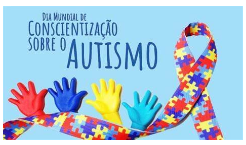 DIA MUNDIAL DE
CONSCIENTIZAÇÃO
SOBRE O AUTISMO